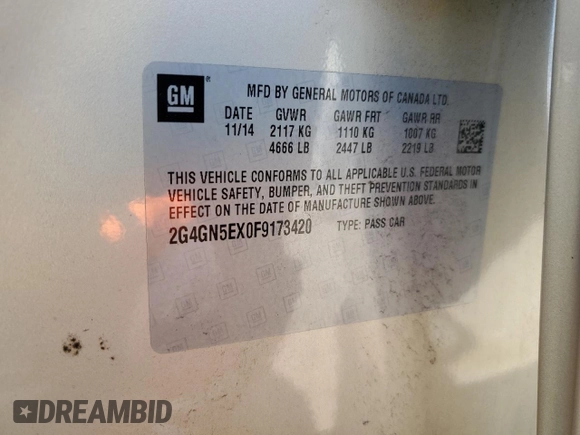 GM
MFD BY GENERAL MOTORS OF CANADA LTD.
DATE GVWR GAWR FRT GAWR RR
11/14 2117 KG 1110 KG 1007 KG
4666 LB 2447 LB 2219 LB
THIS VEHICLE CONFORMS TO ALL APPLICABLE U.S. FEDERAL MOTOR
VEHICLE SAFETY, BUMPER, AND THEFT PREVENTION STANDARDS IN
EFFECT ON THE DATE OF MANUFACTURE SHOWN ABOVE.
2G4GN5EX0F9173420 TYPE: PASS CAR
DREAMBID